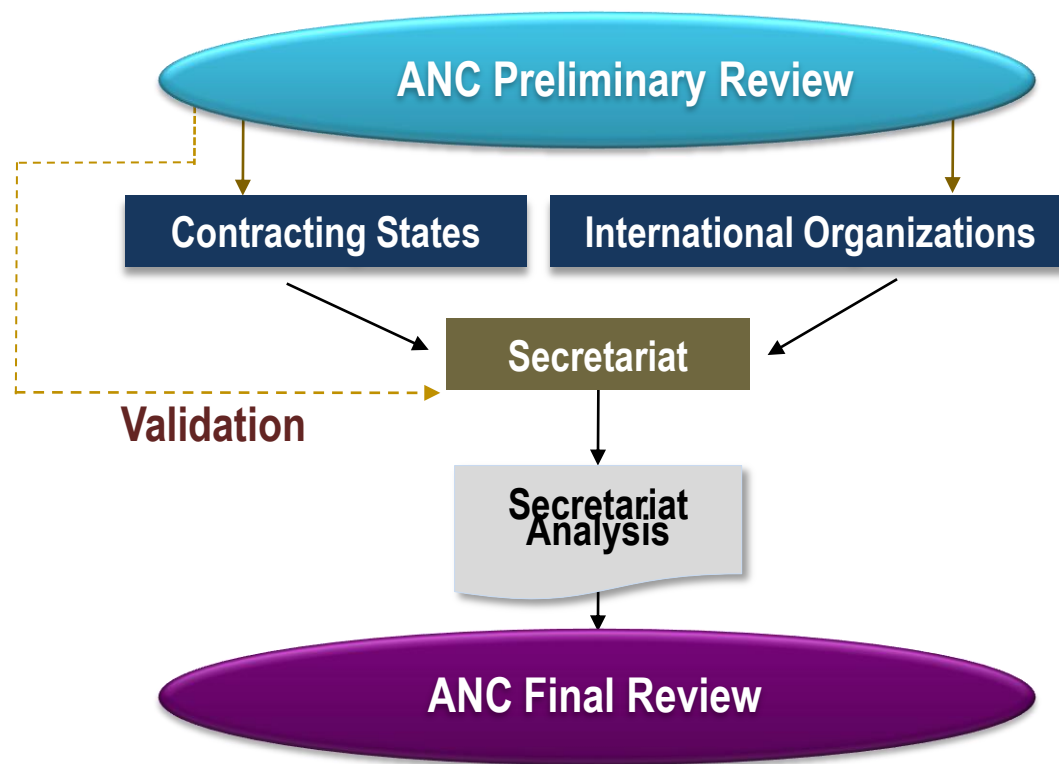 ANC Preliminary Review
Contracting States
International Organizations
Secretariat
Validation
Secretariat
Analysis
ANC Final Review